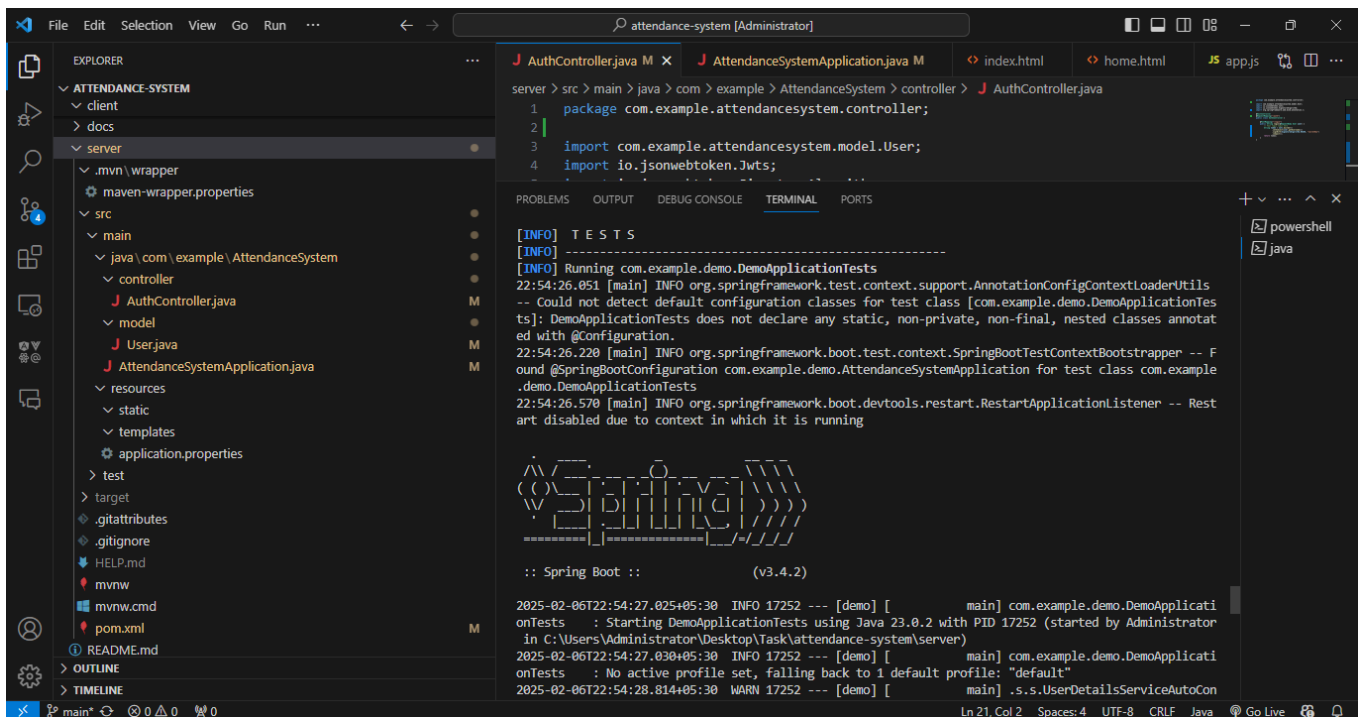 File Edit Selection View Go Run ··· ← → attendance-system [Administrator]
EXPLORER ···
ATTENDANCE-SYSTEM
client
docs
server
.mvn\wrapper
maven-wrapper.properties
src
main
java\com\example\AttendanceSystem
controller
J AuthController.java M
model
J User.java M
J AttendanceSystemApplication.java M
resources
static
templates
application.properties
test
target
.gitattributes
.gitignore
HELP.md
mvnw
mvnw.cmd
pom.xml M
README.md
OUTLINE
TIMELINE
4
J AuthController.java M × J AttendanceSystemApplication.java M <> index.html <> home.html JS app.js ···
server > src > main > java > com > example > AttendanceSystem > controller > J AuthController.java
1 package com.example.attendancesystem.controller;
2
3 import com.example.attendancesystem.model.User;
4 import io.jsonwebtoken.Jwts;
PROBLEMS OUTPUT DEBUG CONSOLE TERMINAL PORTS
powershell
java
[INFO] T E S T S
[INFO] -------------------------------------------------------
[INFO] Running com.example.demo.DemoApplicationTests
22:54:26.051 [main] INFO org.springframework.test.context.support.AnnotationConfigContextLoaderUtils
-- Could not detect default configuration classes for test class [com.example.demo.DemoApplicationTes
ts]: DemoApplicationTests does not declare any static, non-private, non-final, nested classes annotat
ed with @Configuration.
22:54:26.220 [main] INFO org.springframework.boot.test.context.SpringBootTestContextBootstrapper -- F
ound @SpringBootConfiguration com.example.demo.AttendanceSystemApplication for test class com.example
.demo.DemoApplicationTests
22:54:26.570 [main] INFO org.springframework.boot.devtools.restart.RestartApplicationListener -- Rest
art disabled due to context in which it is running
Spring
:: Spring Boot :: (v3.4.2)
2025-02-06T22:54:27.025+05:30 INFO 17252 --- [demo] [ main] com.example.demo.DemoApplicati
onTests : Starting DemoApplicationTests using Java 23.0.2 with PID 17252 (started by Administrator
in C:\Users\Administrator\Desktop\Task\attendance-system\server)
2025-02-06T22:54:27.030+05:30 INFO 17252 --- [demo] [ main] com.example.demo.DemoApplicati
onTests : No active profile set, falling back to 1 default profile: "default"
2025-02-06T22:54:28.814+05:30 WARN 17252 --- [demo] [ main] .s.s.UserDetailsServiceAutoCon
main* 0 0 0 Ln 21, Col 2 Spaces: 4 UTF-8 CRLF Java Go Live